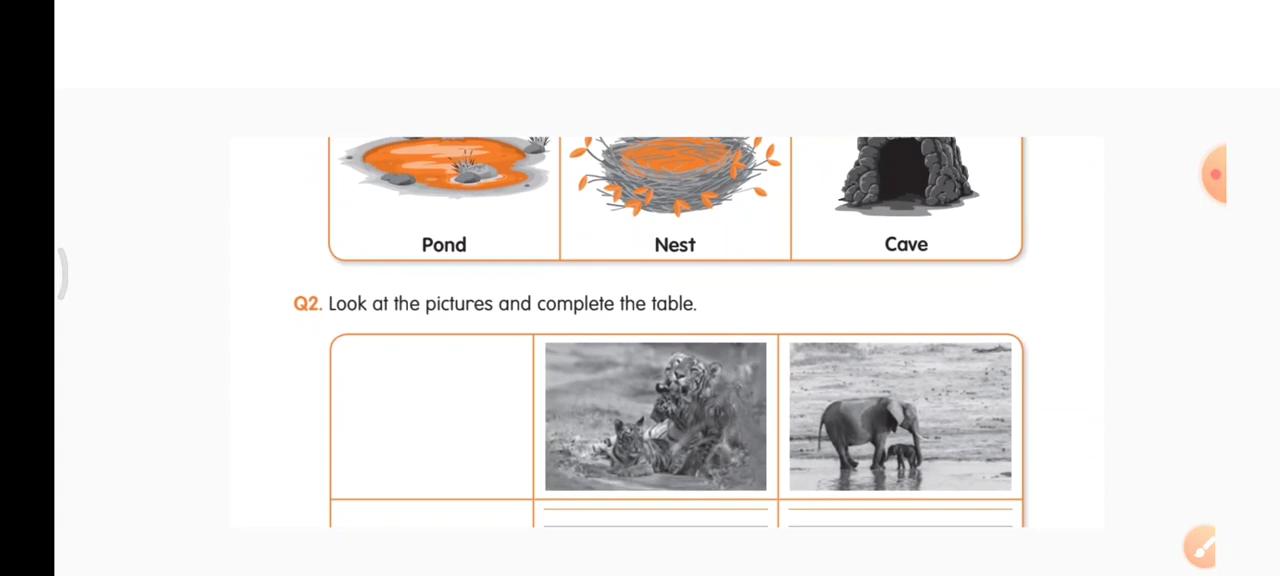 Pond
Nest
Cave
Q2. Look at the pictures and complete the table.